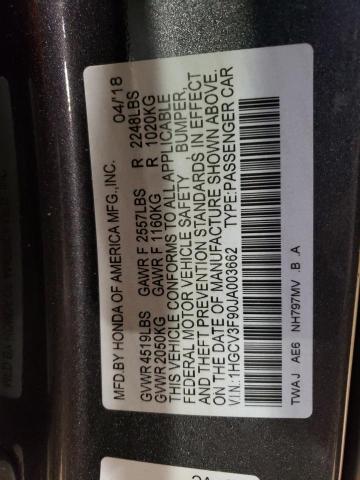 MFD.BY HONDA OF AMERICA MFG.,INC. 04/18
GVWR 4519LBS GAWR F 2557LBS R 2248LBS
GVWR 2050KG GAWR F 1160KG R 1020KG
THIS VEHICLE CONFORMS TO ALL APPLICABLE
FEDERAL MOTOR VEHICLE SAFETY , BUMPER,
AND THEFT PREVENTION STANDARDS IN EFFECT
ON THE DATE OF MANUFACTURE SHOWN ABOVE.
V.I.N.:1HGCV3F90JA003662 TYPE:PASSENGER CAR
TWAJ AE6 NH797MV .B .A